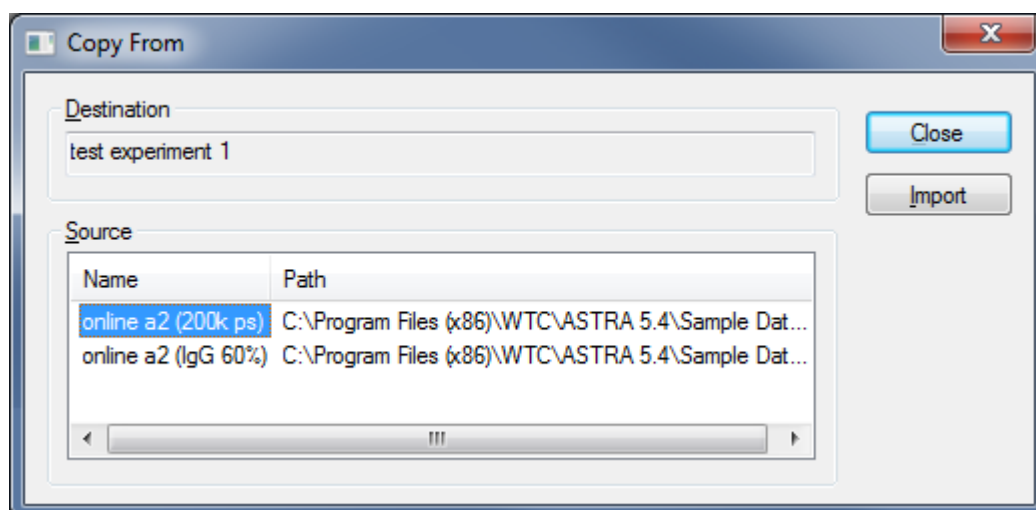 Copy From
Destination
test experiment 1
Close
Import
Source
Name Path
online a2 (200k ps) C:\Program Files (x86)\WTC\ASTRA 5.4\Sample Dat...
online a2 (IgG 60%) C:\Program Files (x86)\WTC\ASTRA 5.4\Sample Dat...